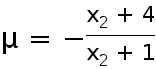 μ = −(x₂ + 4)/(x₂ + 1)